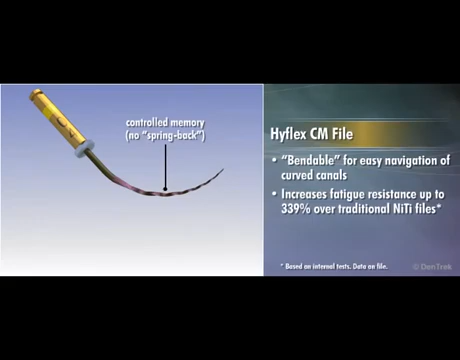 controlled memory
(no "spring-back")
Hyflex CM File
• "Bendable" for easy navigation of
curved canals
• Increases fatigue resistance up to
339% over traditional NiTi files*
* Based on internal tests. Data on file.
© DenTrek